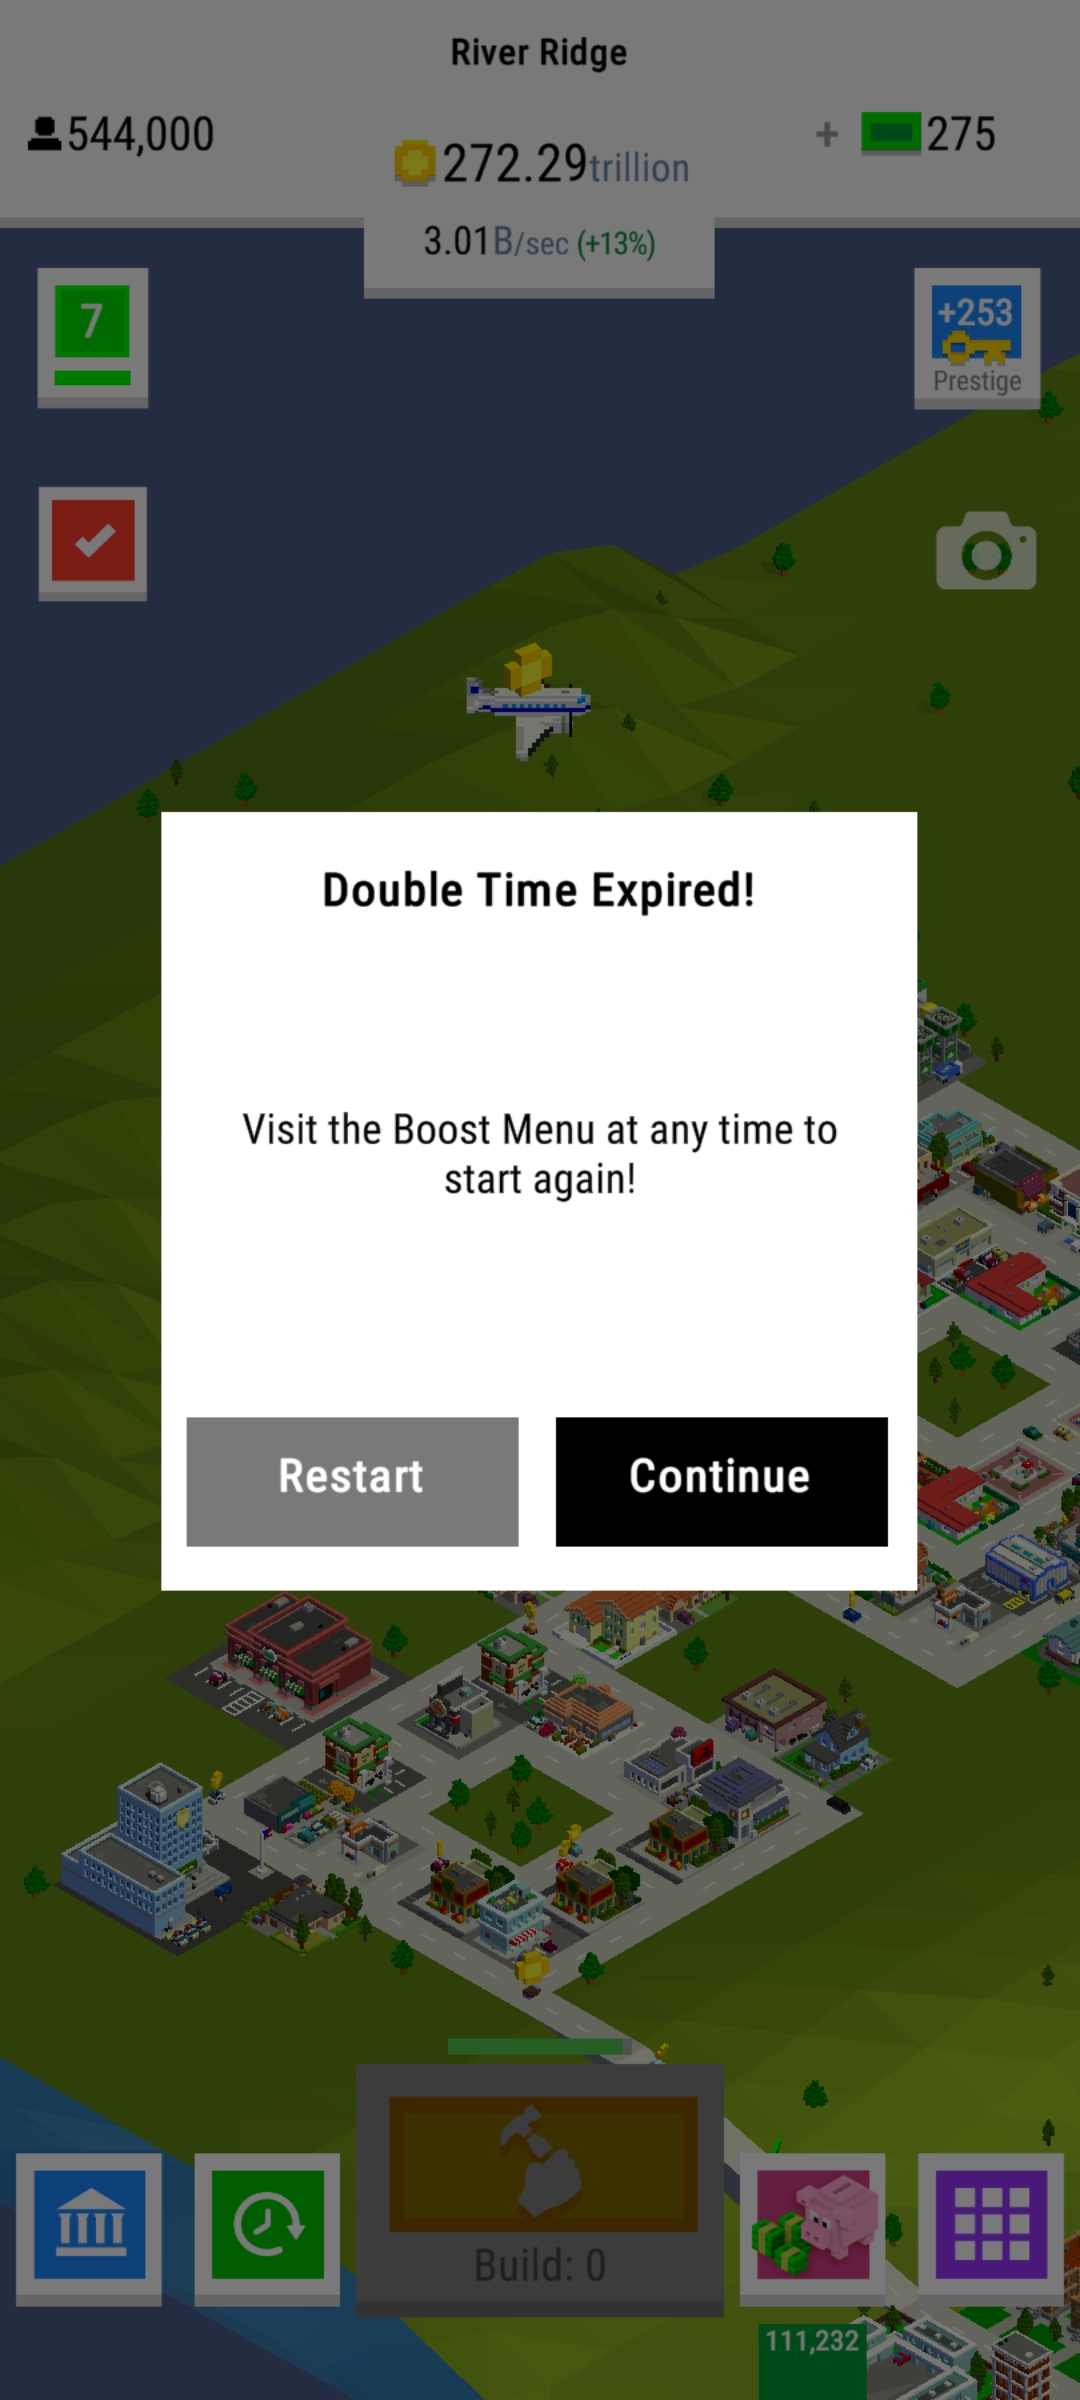 River Ridge
544,000
272.29trillion
+ 275
3.01B/sec (+13%)
7
+253
Prestige
Double Time Expired!
Visit the Boost Menu at any time to
start again!
Restart
Continue
Build: 0
111,232